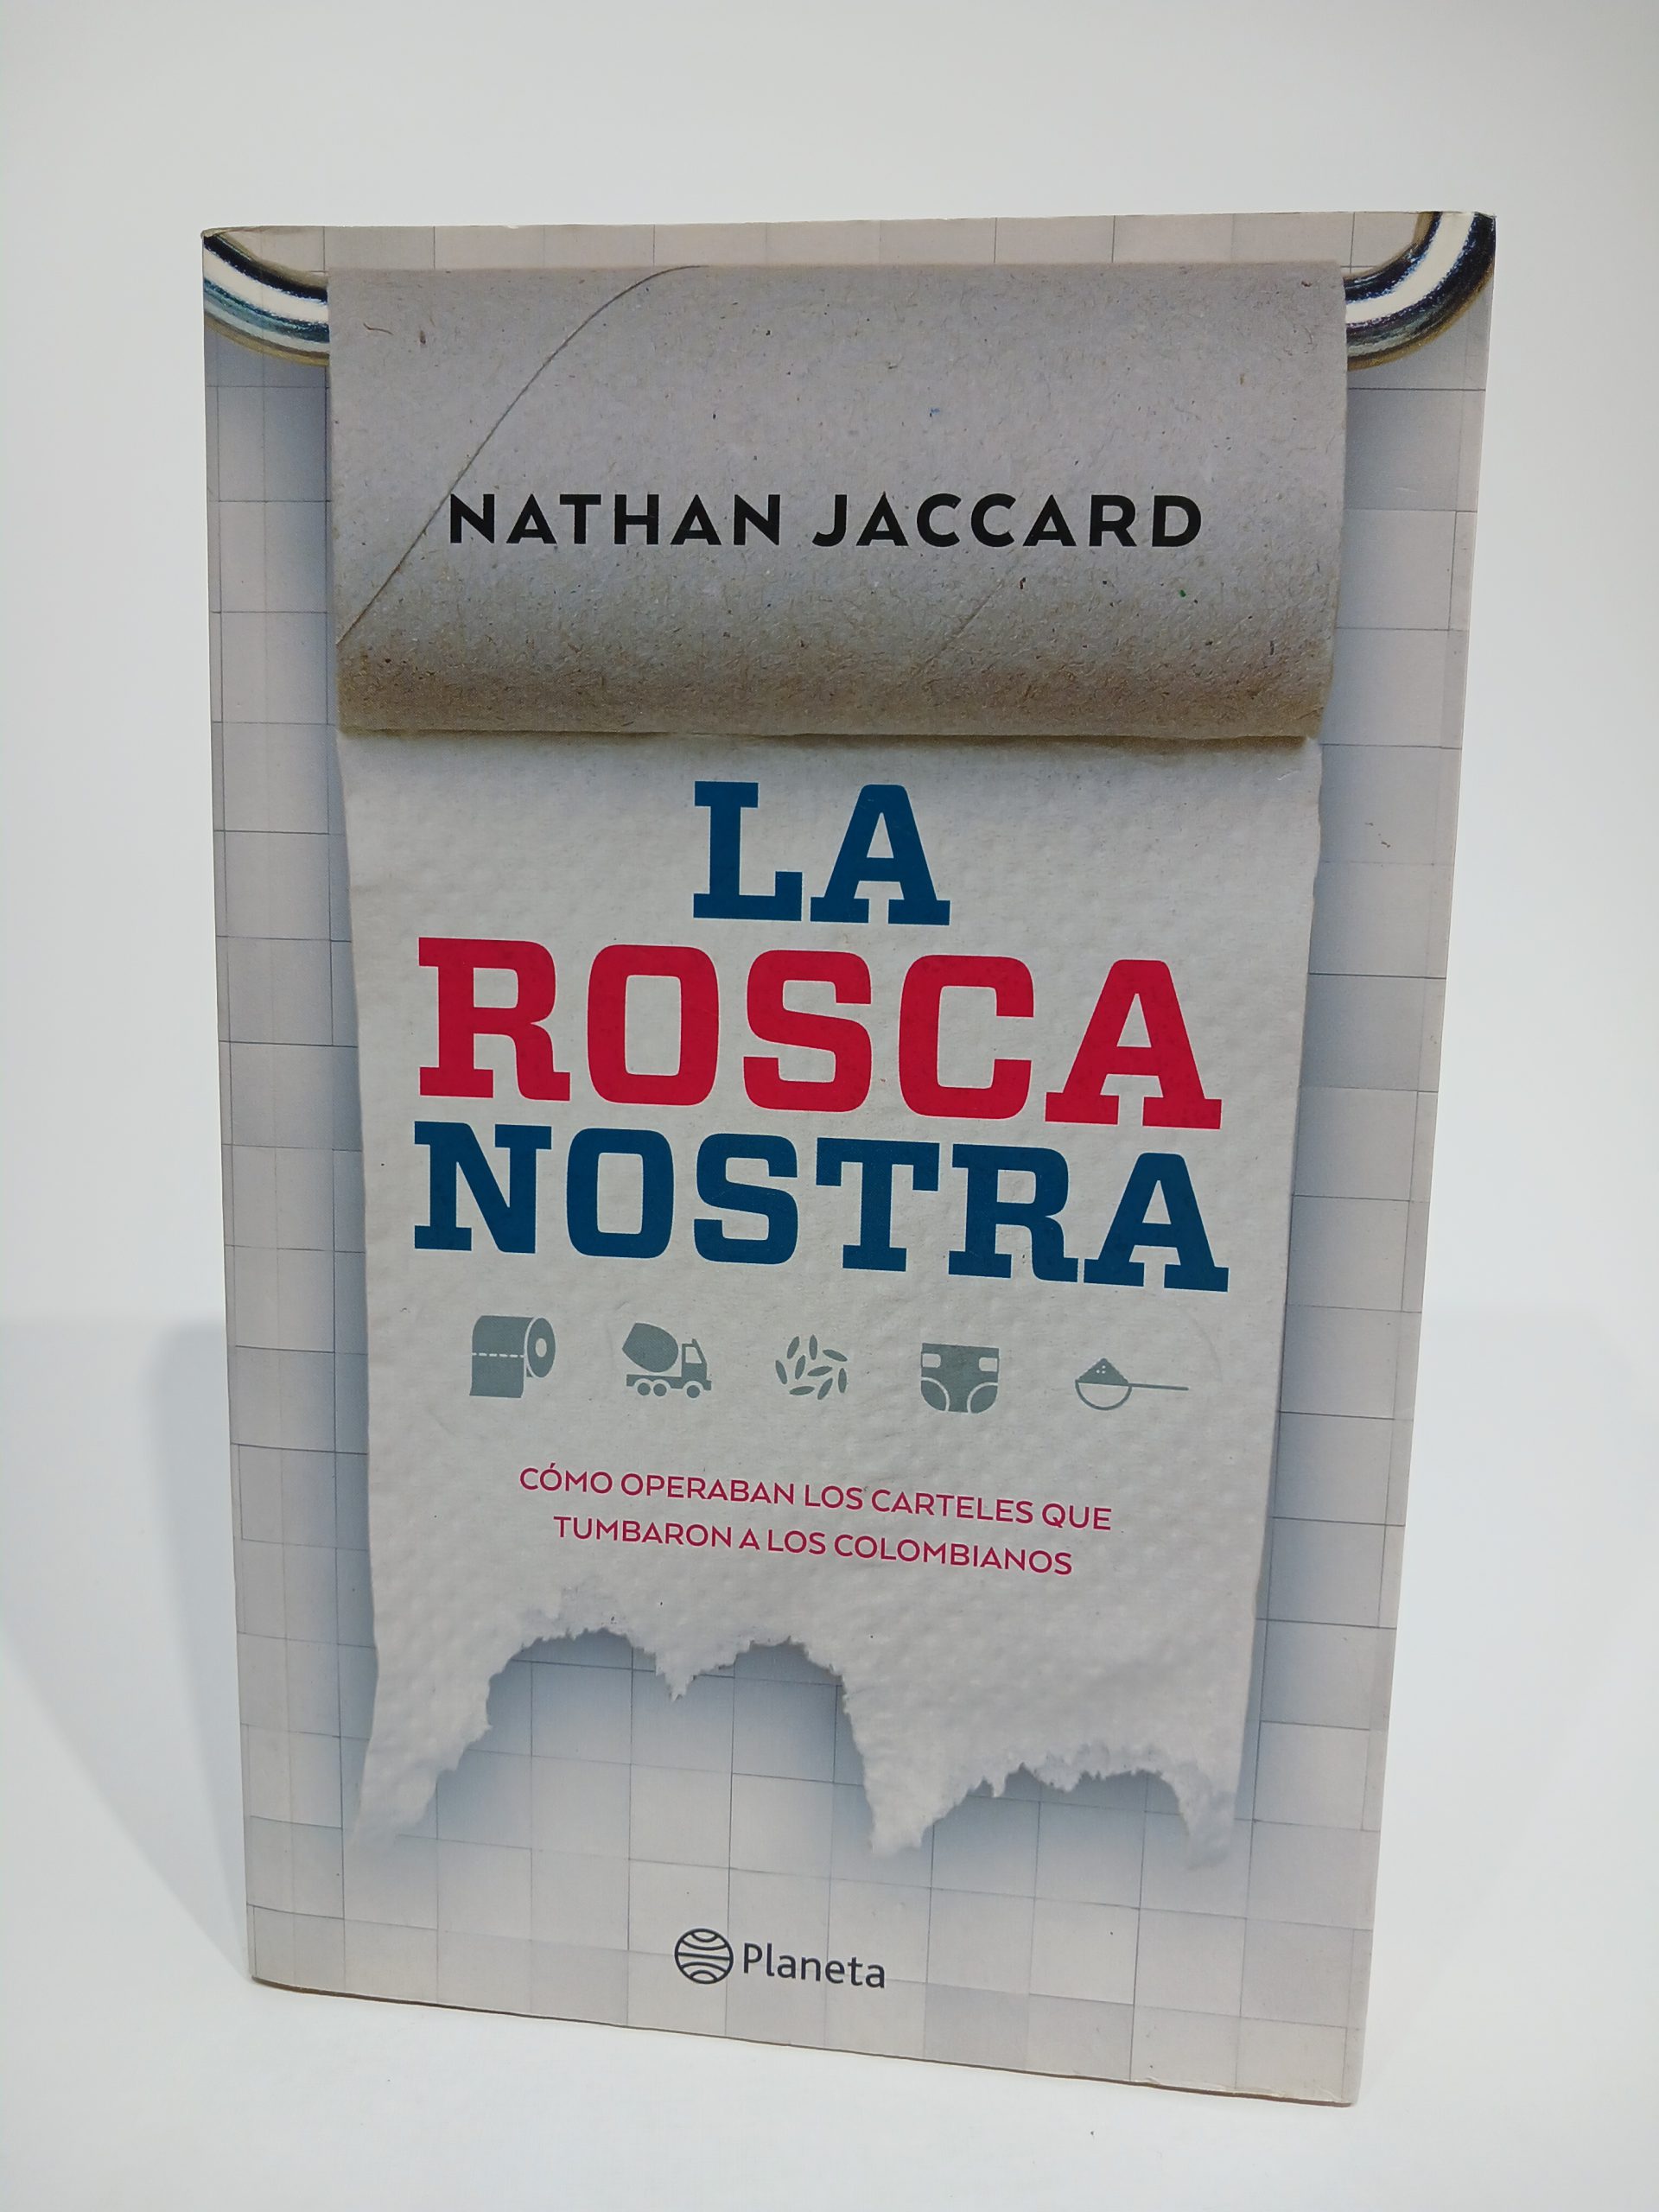 NATHAN JACCARD
LA
ROSCA
NOSTRA
CÓMO OPERABAN LOS CARTELES QUE
TUMBARON A LOS COLOMBIANOS
Planeta